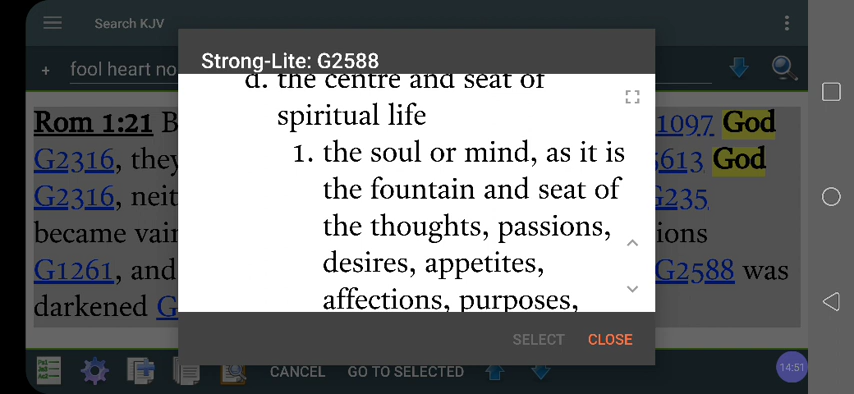 Search KJV
Strong-Lite: G2588
+ fool heart no
d. the centre and seat of
spiritual life
1. the soul or mind, as it is
the fountain and seat of
the thoughts, passions,
desires, appetites,
affections, purposes,
Rom 1:21 B 1097 God
G2316, they 613 God
G2316, neit G235
became vain ions
G1261, and G2588 was
darkened G
SELECT CLOSE
CANCEL GO TO SELECTED
14:51